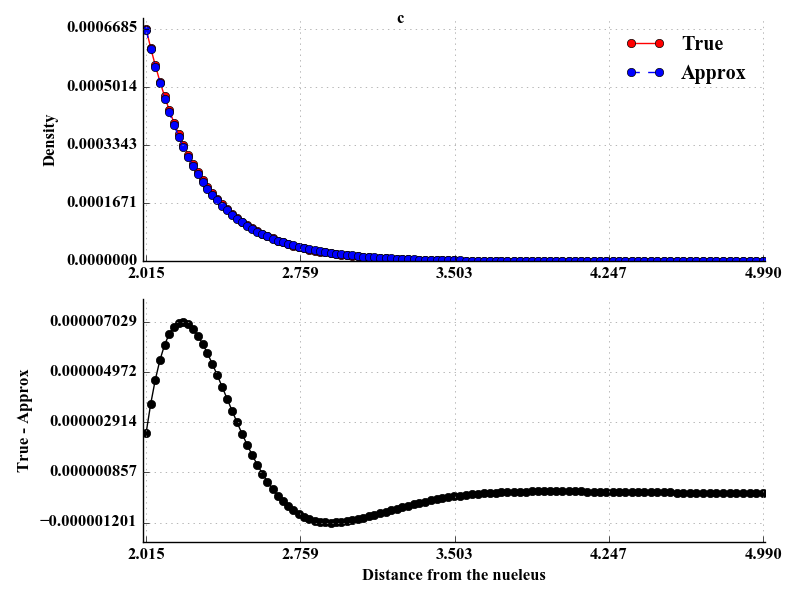 c
0.0006685
0.0005014
0.0003343
0.0001671
0.0000000
Density
True
Approx
2.015 2.759 3.503 4.247 4.990
0.000007029
0.000004972
0.000002914
0.000000857
−0.000001201
True - Approx
2.015 2.759 3.503 4.247 4.990
Distance from the nueleus